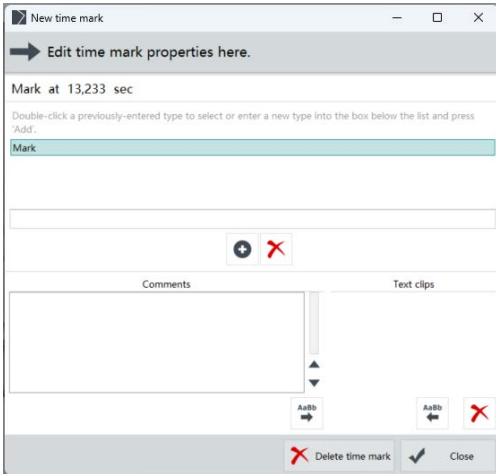 New time mark
Edit time mark properties here.
Mark at 13,233 sec
Double-click a previously-entered type to select or enter a new type into the box below the list and press
'Add'.
Mark
Comments
Text clips
AaBb
AaBb
Delete time mark
Close